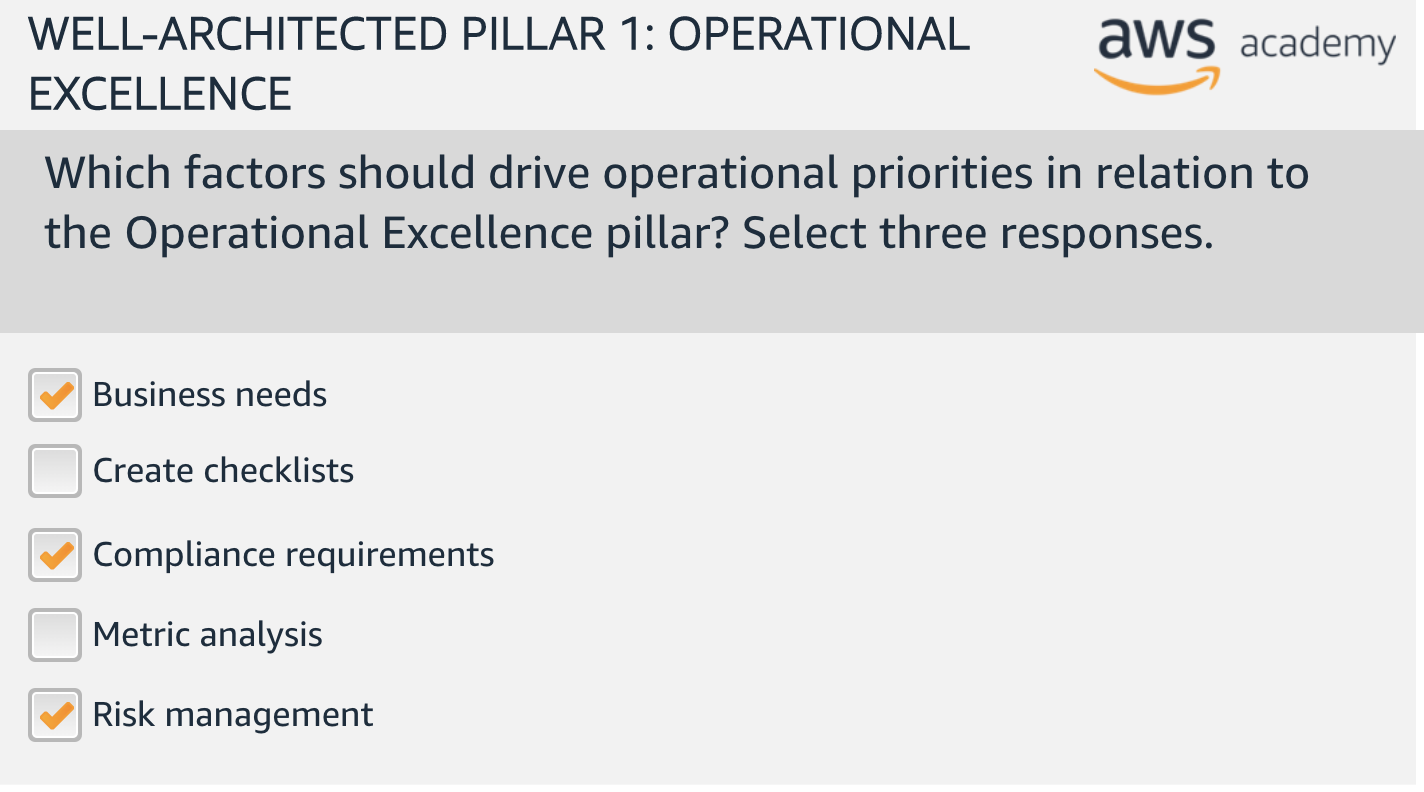 WELL-ARCHITECTED PILLAR 1: OPERATIONAL
EXCELLENCE
aws academy
Which factors should drive operational priorities in relation to
the Operational Excellence pillar? Select three responses.
Business needs
Create checklists
Compliance requirements
Metric analysis
Risk management